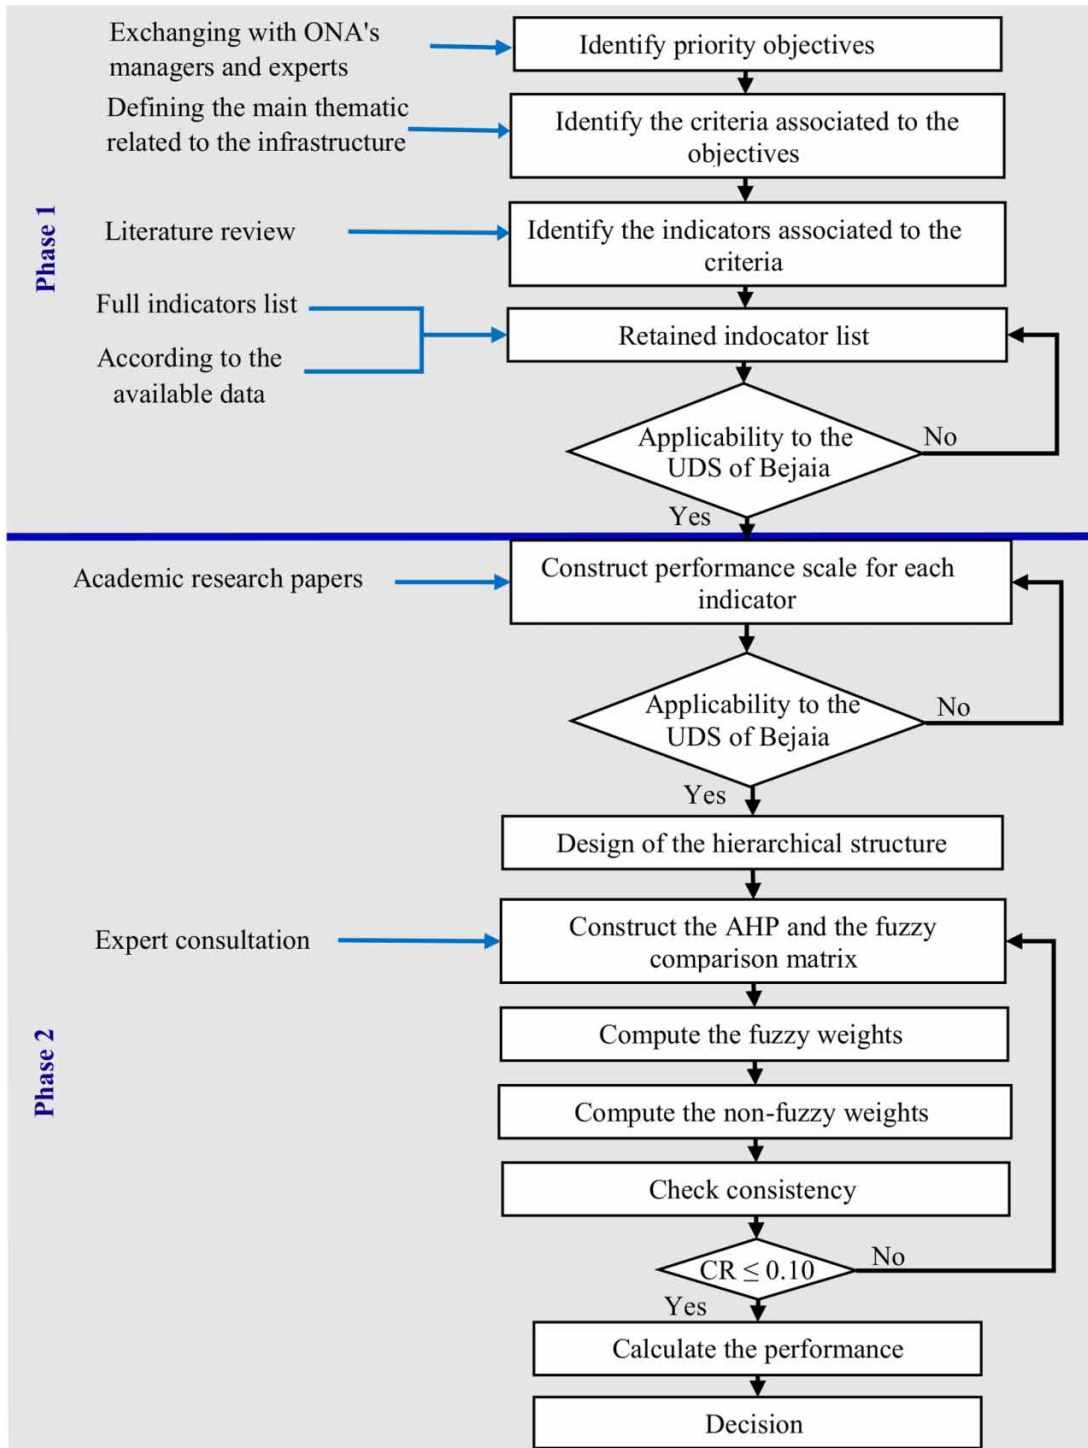 Exchanging with ONA's
managers and experts
Identify priority objectives
Defining the main thematic
related to the infrastructure
Identify the criteria associated to the
objectives
Phase 1
Literature review
Identify the indicators associated to the
criteria
Full indicators list
According to the
available data
Retained indocator list
Applicability to the
UDS of Bejaia
No
Yes
Academic research papers
Construct performance scale for each
indicator
Applicability to the
UDS of Bejaia
No
Yes
Design of the hierarchical structure
Expert consultation
Construct the AHP and the fuzzy
comparison matrix
Phase 2
Compute the fuzzy weights
Compute the non-fuzzy weights
Check consistency
CR ≤ 0.10
No
Yes
Calculate the performance
Decision